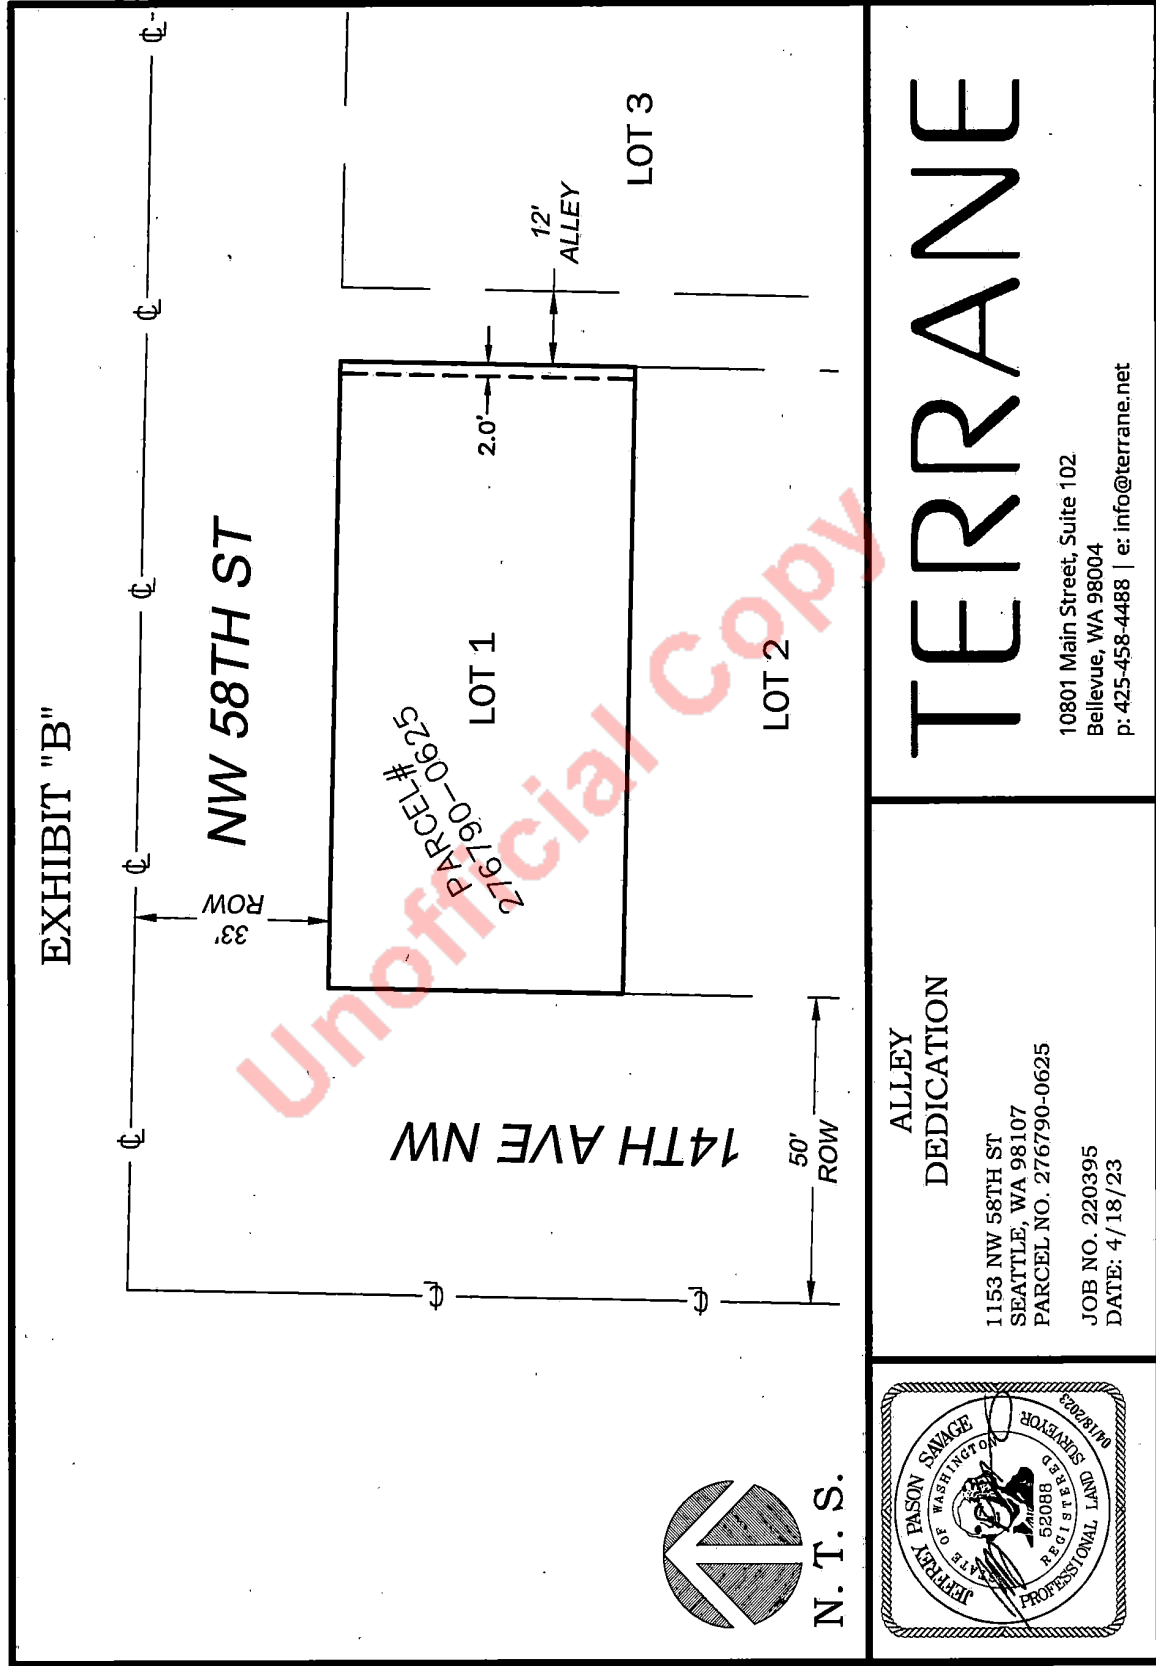 EXHIBIT "B"
℄
℄
℄
℄
℄
NW 58TH ST
33'
ROW
PARCEL#
276790-0625
LOT 1
2.0'
12'
ALLEY
LOT 3
LOT 2
14TH AVE NW
50'
ROW
℄
℄
N. T. S.
Unofficial Copy
JEFFREY PASON SAVAGE
STATE OF WASHINGTON
52088
REGISTERED
PROFESSIONAL LAND SURVEYOR
04/18/2023
ALLEY
DEDICATION
1153 NW 58TH ST
SEATTLE, WA 98107
PARCEL NO. 276790-0625
JOB NO. 220395
DATE: 4/18/23
TERRANE
10801 Main Street, Suite 102
Bellevue, WA 98004
p: 425-458-4488 | e: info@terrane.net